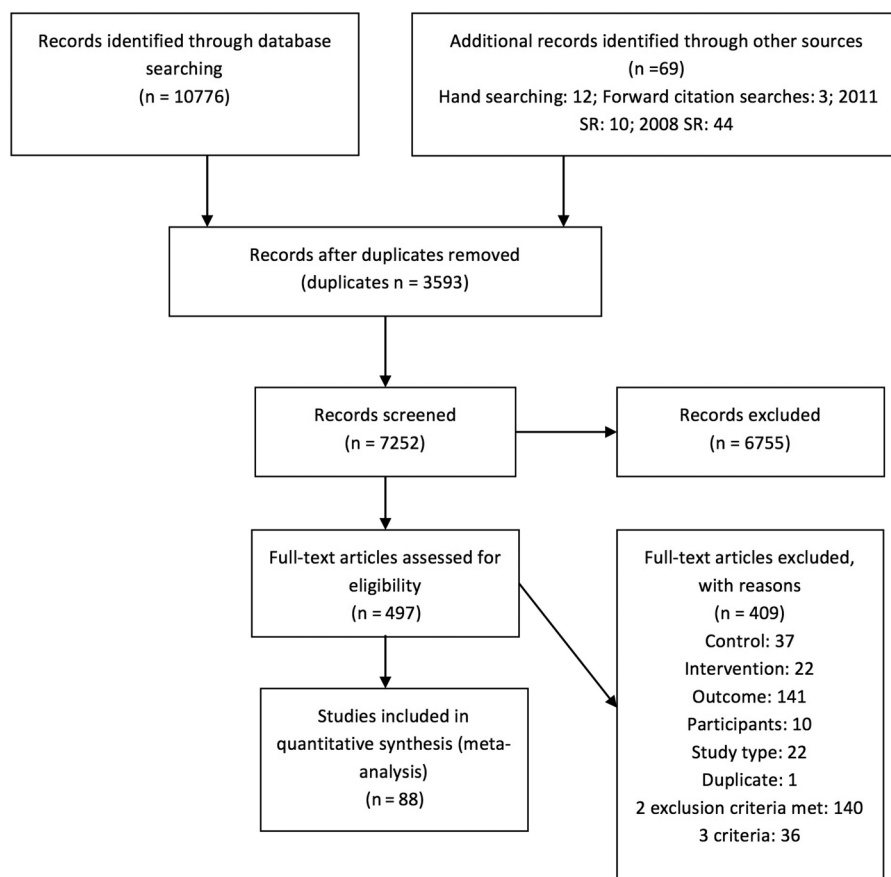 Records identified through database
searching
(n = 10776)
Additional records identified through other sources
(n =69)
Hand searching: 12; Forward citation searches: 3; 2011
SR: 10; 2008 SR: 44
Records after duplicates removed
(duplicates n = 3593)
Records screened
(n = 7252)
Records excluded
(n = 6755)
Full-text articles assessed for
eligibility
(n = 497)
Full-text articles excluded,
with reasons
(n = 409)
Control: 37
Intervention: 22
Outcome: 141
Participants: 10
Study type: 22
Duplicate: 1
2 exclusion criteria met: 140
3 criteria: 36
Studies included in
quantitative synthesis (meta-
analysis)
(n = 88)